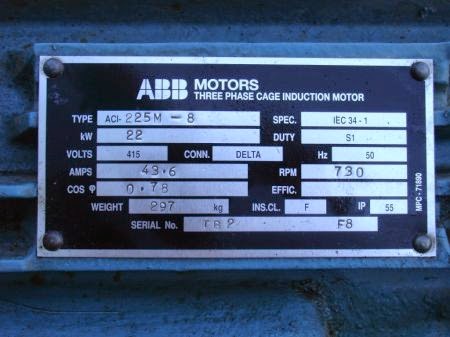 ABB MOTORS
THREE PHASE CAGE INDUCTION MOTOR
TYPE ACI-225M-8 SPEC. IEC 34-1
kW 22 DUTY S1
VOLTS 415 CONN. DELTA Hz 50
AMPS 43.6 RPM 730
COS φ 0.78 EFFIC.
WEIGHT 297 kg INS.CL. F IP 55
SERIAL No. F8
MPC-71690